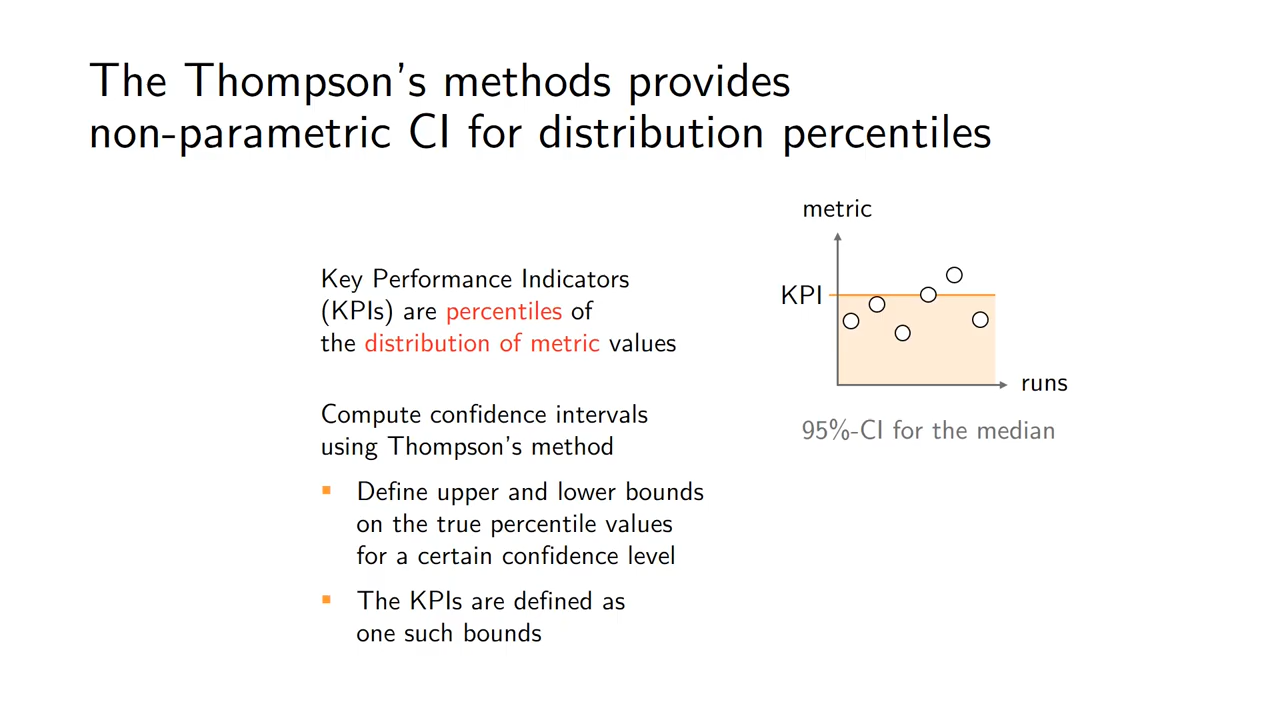 The Thompson's methods provides
non-parametric CI for distribution percentiles
Key Performance Indicators
(KPIs) are percentiles of
the distribution of metric values
Compute confidence intervals
using Thompson's method
Define upper and lower bounds
on the true percentile values
for a certain confidence level
The KPIs are defined as
one such bounds
metric
KPI
runs
95%-CI for the median